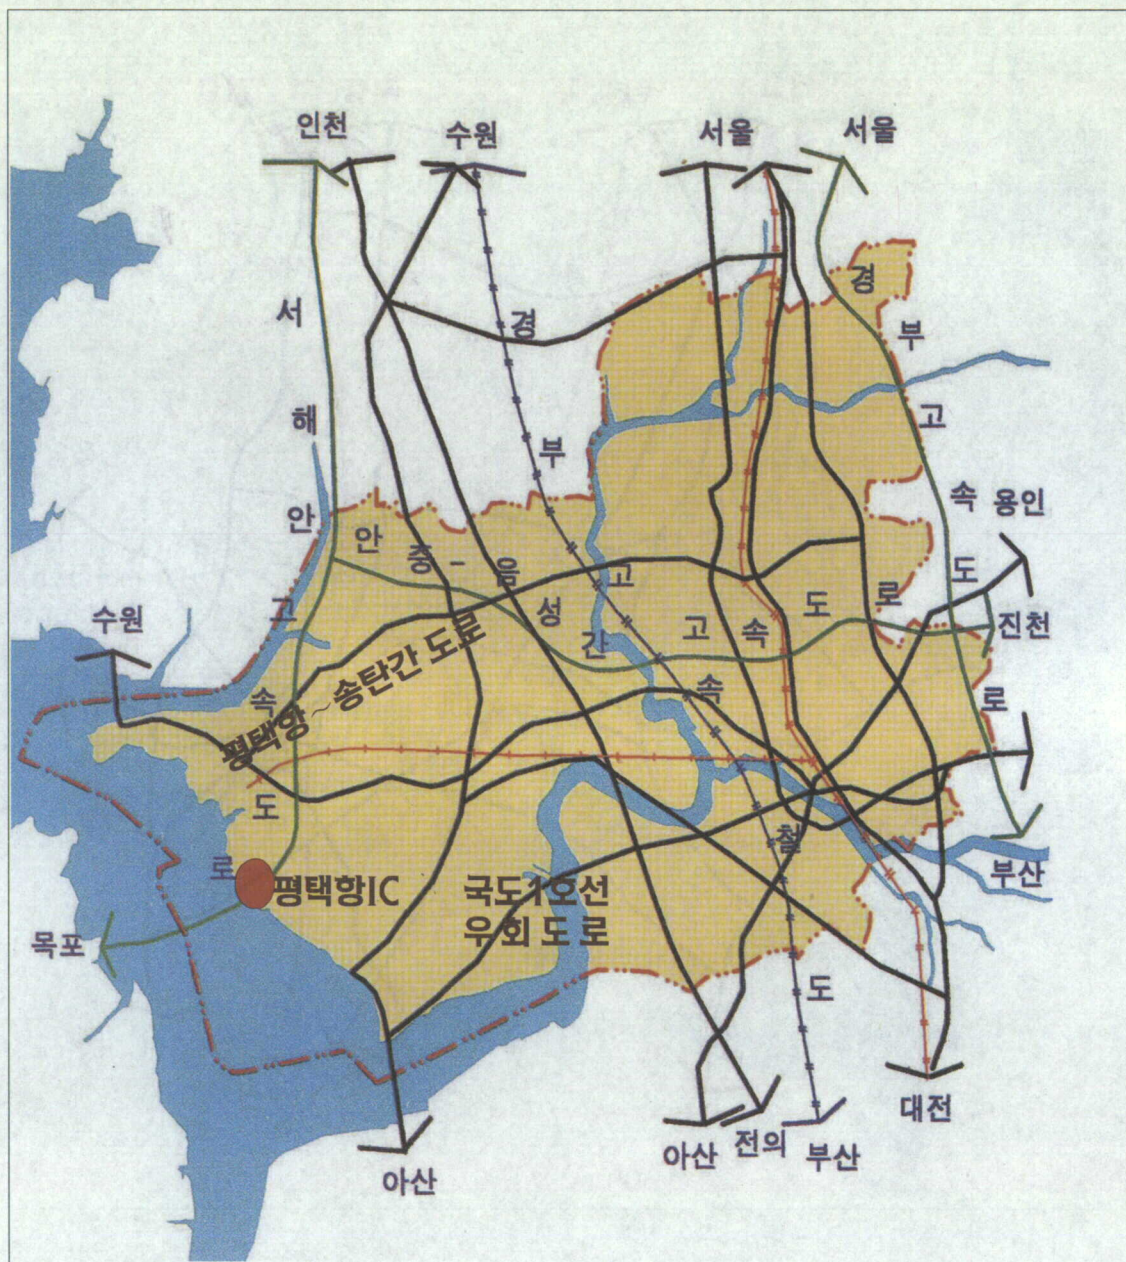 인천
수원
서울
서울
서해안고속도로
경부고속철도
경부고속도로
안중-음성간고속도로
용인
진천
수원
평택항~송탄간 도로
평택항IC
국도1호선
우회도로
목포
부산
아산
아산
전의
부산
대전